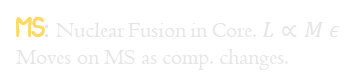 MS: Nuclear Fusion in Core. L ∝ M ϵ
Moves on MS as comp. changes.